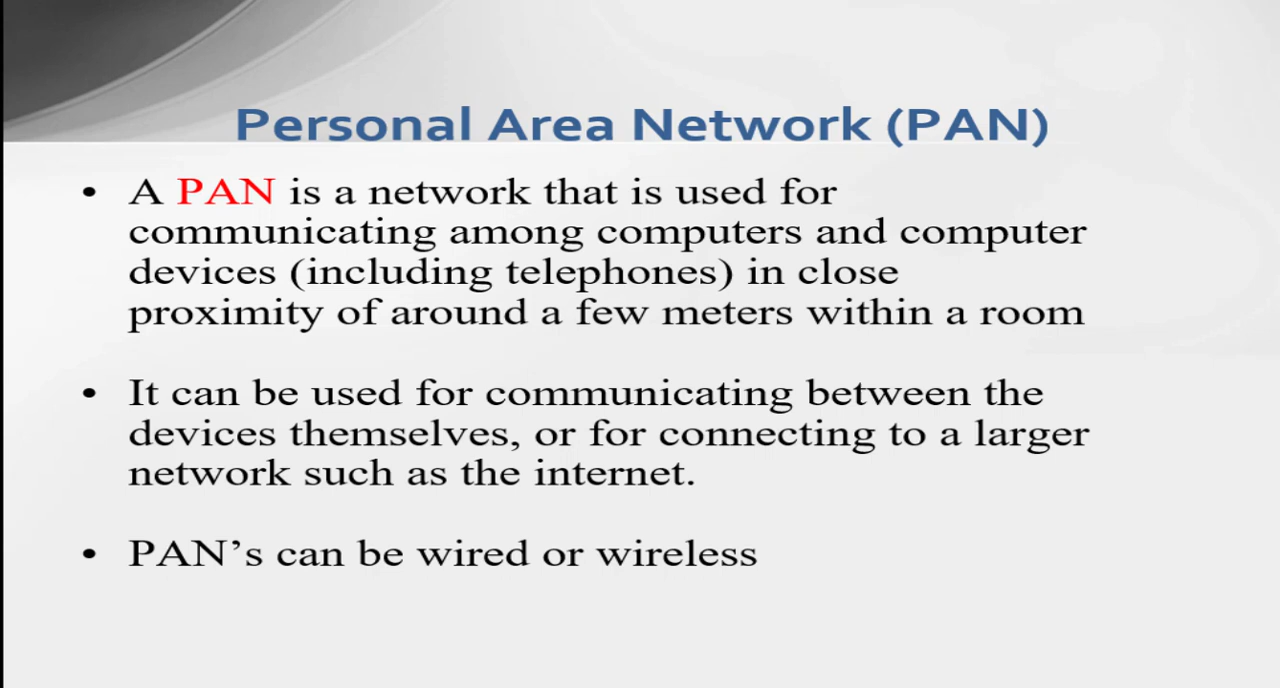 Personal Area Network (PAN)
• A PAN is a network that is used for
communicating among computers and computer
devices (including telephones) in close
proximity of around a few meters within a room
• It can be used for communicating between the
devices themselves, or for connecting to a larger
network such as the internet.
• PAN’s can be wired or wireless